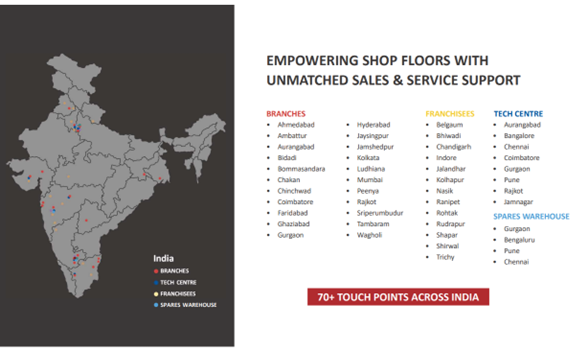 EMPOWERING SHOP FLOORS WITH
UNMATCHED SALES & SERVICE SUPPORT
BRANCHES
• Ahmedabad
• Ambattur
• Aurangabad
• Bidadi
• Bommasandara
• Chakan
• Chinchwad
• Coimbatore
• Faridabad
• Ghaziabad
• Gurgaon
• Hyderabad
• Jaysingpur
• Jamshedpur
• Kolkata
• Ludhiana
• Mumbai
• Peenya
• Rajkot
• Sriperumbudur
• Tambaram
• Wagholi
FRANCHISEES
• Belgaum
• Bhiwadi
• Chandigarh
• Indore
• Jalandhar
• Kolhapur
• Nasik
• Ranipet
• Rohtak
• Rudrapur
• Shapar
• Shirwal
• Trichy
TECH CENTRE
• Aurangabad
• Bangalore
• Chennai
• Coimbatore
• Gurgaon
• Pune
• Rajkot
• Jamnagar
SPARES WAREHOUSE
• Gurgaon
• Bengaluru
• Pune
• Chennai
India
BRANCHES
TECH CENTRE
FRANCHISEES
SPARES WAREHOUSE
70+ TOUCH POINTS ACROSS INDIA